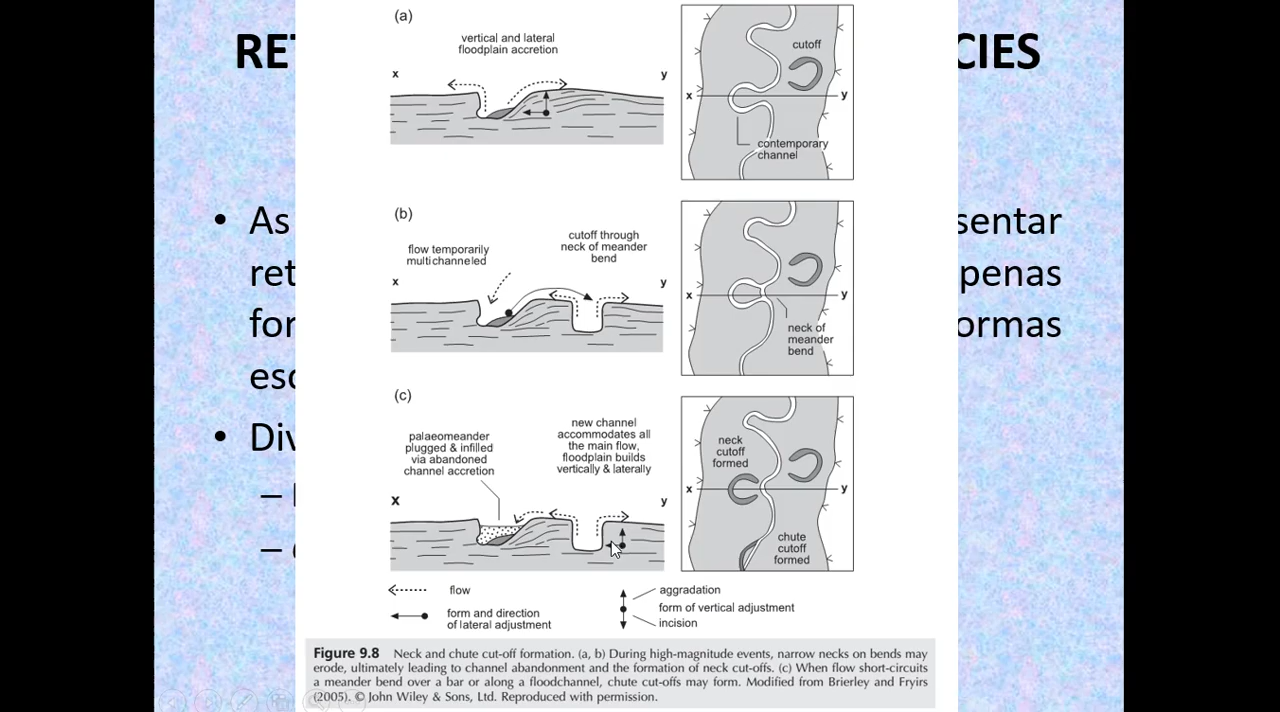 RET
CIES
As
sentar
ret
penas
for
ormas
esc
Div
(a)
vertical and lateral
floodplain accretion
x
y
cutoff
x
y
contemporary
channel
(b)
flow temporarily
multichanneled
cutoff through
neck of meander
bend
x
y
x
y
neck of
meander
bend
(c)
palaeomeander
plugged & infilled
via abandoned
channel accretion
new channel
accommodates all
the main flow,
floodplain builds
vertically & laterally
x
y
neck
cutoff
formed
x
y
chute
cutoff
formed
flow
form and direction
of lateral adjustment
aggradation
form of vertical adjustment
incision
Figure 9.8 Neck and chute cut-off formation. (a, b) During high-magnitude events, narrow necks on bends may
erode, ultimately leading to channel abandonment and the formation of neck cut-offs. (c) When flow short-circuits
a meander bend over a bar or along a floodchannel, chute cut-offs may form. Modified from Brierley and Fryirs
(2005). © John Wiley & Sons, Ltd. Reproduced with permission.